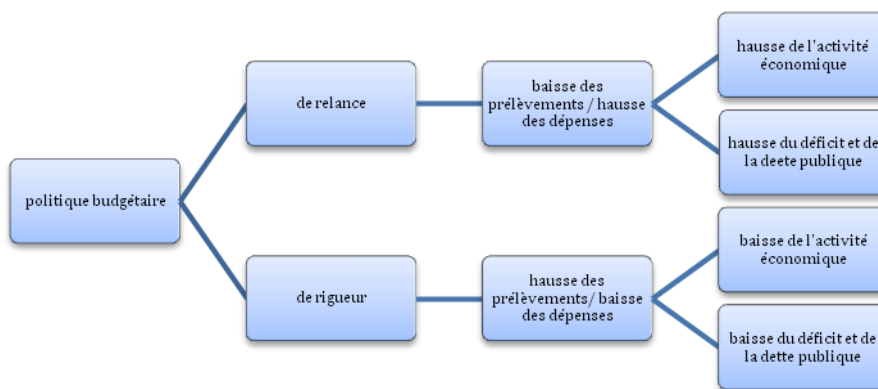 politique budgétaire
de relance
baisse des
prélèvements / hausse
des dépenses
hausse de l'activité
économique
hausse du déficit et de
la deete publique
de rigueur
hausse des
prélèvements/ baisse
des dépenses
baisse de l'activité
économique
baisse du déficit et de
la dette publique